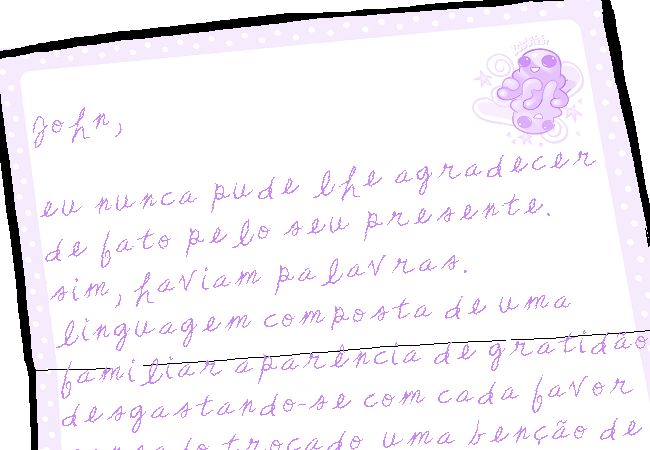 John,
eu nunca pude lhe agradecer
de fato pelo seu presente.
sim, haviam palavras.
linguagem composta de uma
familiar aparência de gratidão
desgastando-se com cada favor
trocado uma benção de